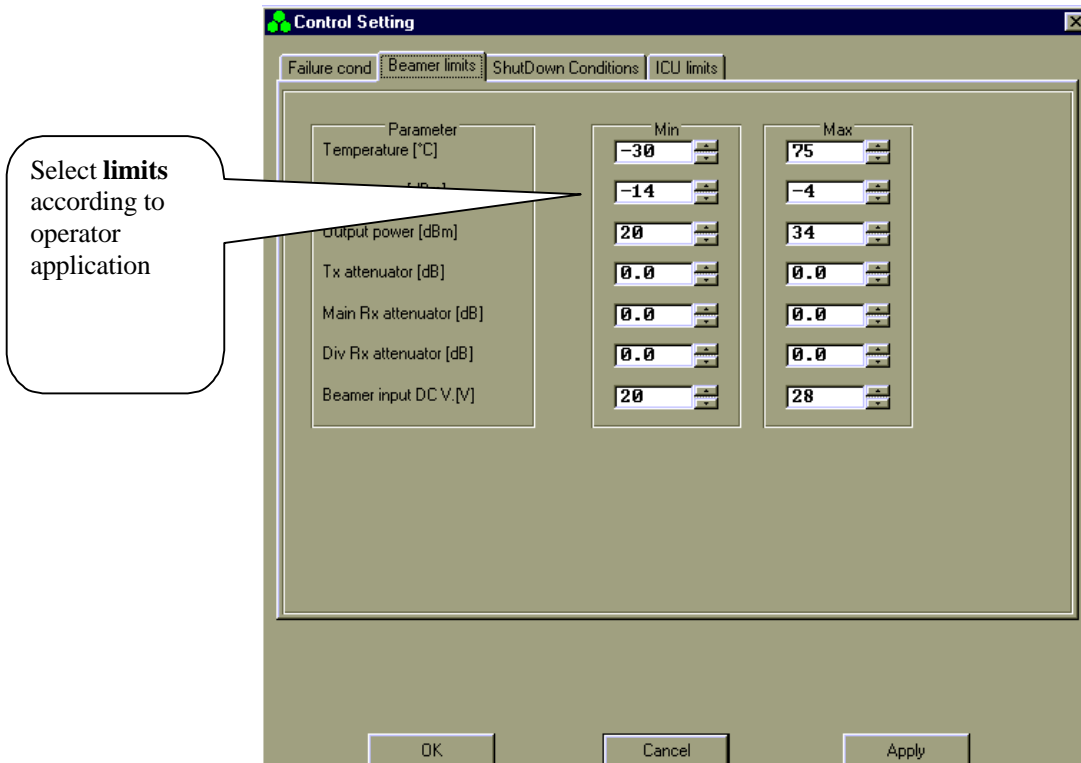 Control Setting
Failure cond Beamer limits ShutDown Conditions ICU limits
Select limits
according to
operator
application
Parameter Min Max
Temperature [°C] -30 75
-14 -4
Output power [dBm] 20 34
Tx attenuator [dB] 0.0 0.0
Main Rx attenuator [dB] 0.0 0.0
Div Rx attenuator [dB] 0.0 0.0
Beamer input DC V.[V] 20 28
OK Cancel Apply